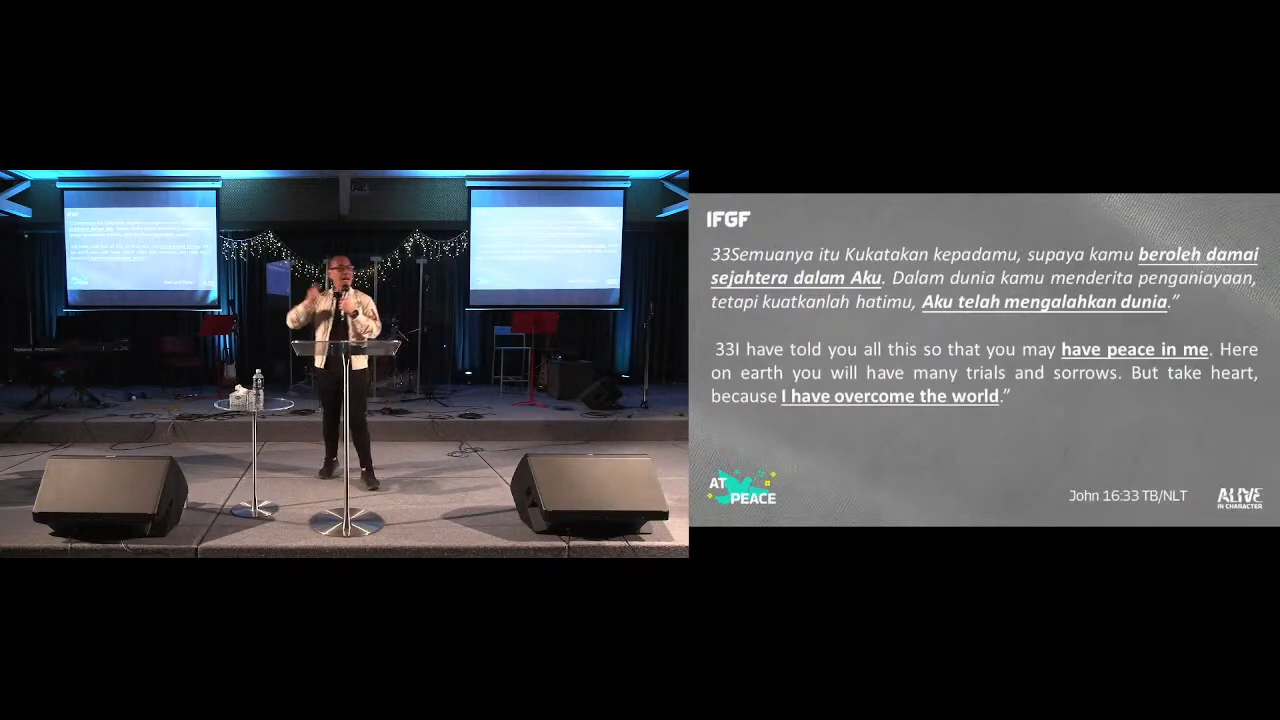 IFGF
33Semuanya itu Kukatakan kepadamu, supaya kamu beroleh damai
sejahtera dalam Aku. Dalam dunia kamu menderita penganiayaan,
tetapi kuatkanlah hatimu, Aku telah mengalahkan dunia.”
33I have told you all this so that you may have peace in me. Here
on earth you will have many trials and sorrows. But take heart,
because I have overcome the world.”
AT
PEACE
John 16:33 TB/NLT
ALIVE
IN CHARACTER